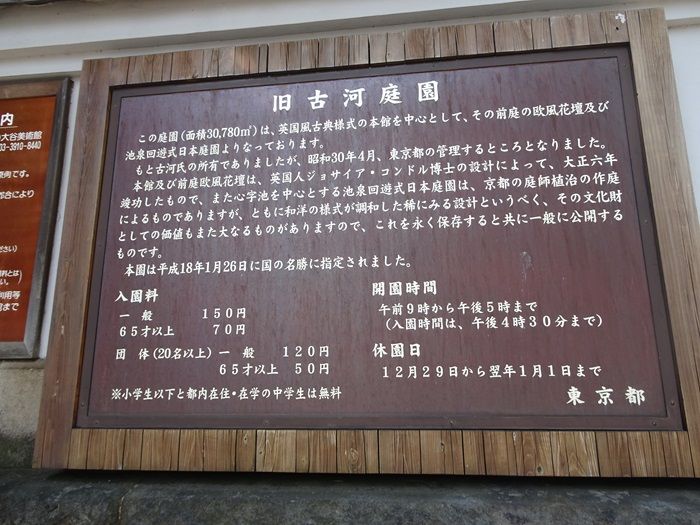 旧古河庭園
この庭園(面積30,780㎡)は、英国風古典様式の本館を中心として、その前庭の欧風花壇及び
池泉回遊式日本庭園よりなっております。
もと古河氏の所有でありましたが、昭和30年4月、東京都の管理するところとなりました。
本館及び前庭欧風花壇は、英国人ジョサイア・コンドル博士の設計によって、大正六年
竣功したもので、また心字池を中心とする池泉回遊式日本庭園は、京都の庭師植治の作庭
によるものでありますが、ともに和洋の様式が調和した稀にみる設計というべく、その文化財
としての価値もまた大なるものがありますので、これを永く保存すると共に一般に公開する
ものです。
本園は平成18年1月26日に国の名勝に指定されました。
入園料
一般 150円
65才以上 70円
団体(20名以上)一般 120円
65才以上 50円
※小学生以下と都内在住・在学の中学生は無料
開園時間
午前9時から午後5時まで
(入園時間は、午後4時30分まで)
休園日
12月29日から翌年1月1日まで
東京都
内
大谷美術館
03-3910-8440